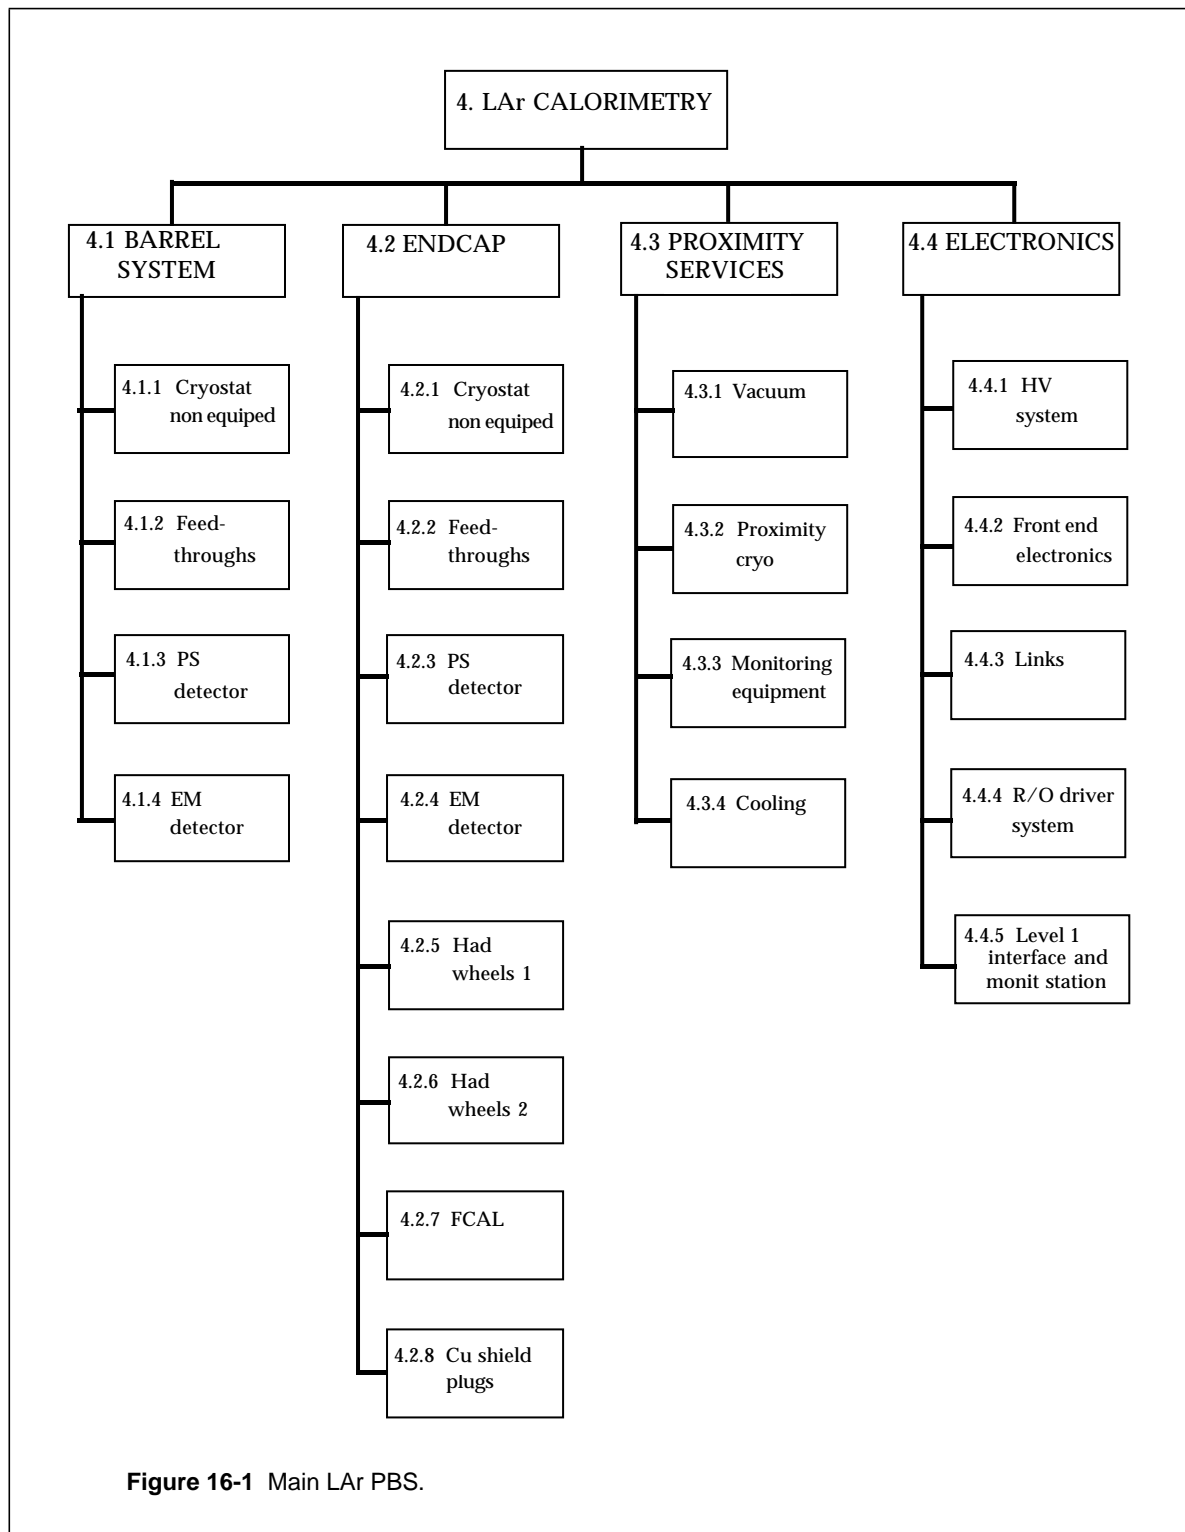 4. LAr CALORIMETRY
4.1 BARREL
SYSTEM
4.1.1 Cryostat
non equiped
4.1.2 Feed-
throughs
4.1.3 PS
detector
4.1.4 EM
detector
4.2 ENDCAP
4.2.1 Cryostat
non equiped
4.2.2 Feed-
throughs
4.2.3 PS
detector
4.2.4 EM
detector
4.2.5 Had
wheels 1
4.2.6 Had
wheels 2
4.2.7 FCAL
4.2.8 Cu shield
plugs
4.3 PROXIMITY
SERVICES
4.3.1 Vacuum
4.3.2 Proximity
cryo
4.3.3 Monitoring
equipment
4.3.4 Cooling
4.4 ELECTRONICS
4.4.1 HV
system
4.4.2 Front end
electronics
4.4.3 Links
4.4.4 R/O driver
system
4.4.5 Level 1
interface and
monit station
Figure 16-1 Main LAr PBS.